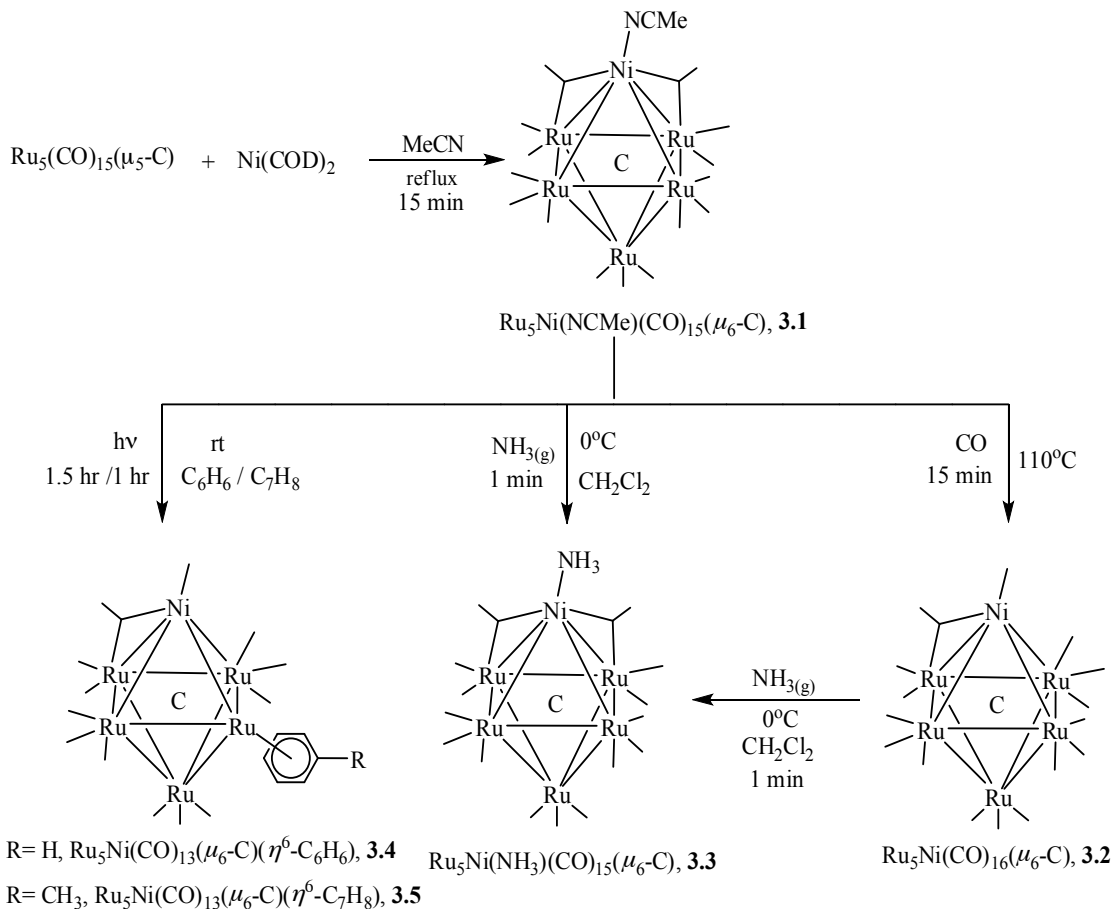 NCMe
Ni
Ru Ru
C
Ru Ru
Ru
Ru₅(CO)₁₅(μ₅-C) + Ni(COD)₂
MeCN
reflux
15 min
Ru₅Ni(NCMe)(CO)₁₅(μ₆-C), 3.1
hν rt
1.5 hr /1 hr C₆H₆ / C₇H₈
NH₃(g) 0°C
1 min CH₂Cl₂
CO 110°C
15 min
Ni
Ru Ru
C
Ru Ru
R
Ru
R= H, Ru₅Ni(CO)₁₃(μ₆-C)(η⁶-C₆H₆), 3.4
R= CH₃, Ru₅Ni(CO)₁₃(μ₆-C)(η⁶-C₇H₈), 3.5
NH₃
Ni
Ru Ru
C
Ru Ru
Ru
Ru₅Ni(NH₃)(CO)₁₅(μ₆-C), 3.3
NH₃(g)
0°C
CH₂Cl₂
1 min
Ni
Ru Ru
C
Ru Ru
Ru
Ru₅Ni(CO)₁₆(μ₆-C), 3.2